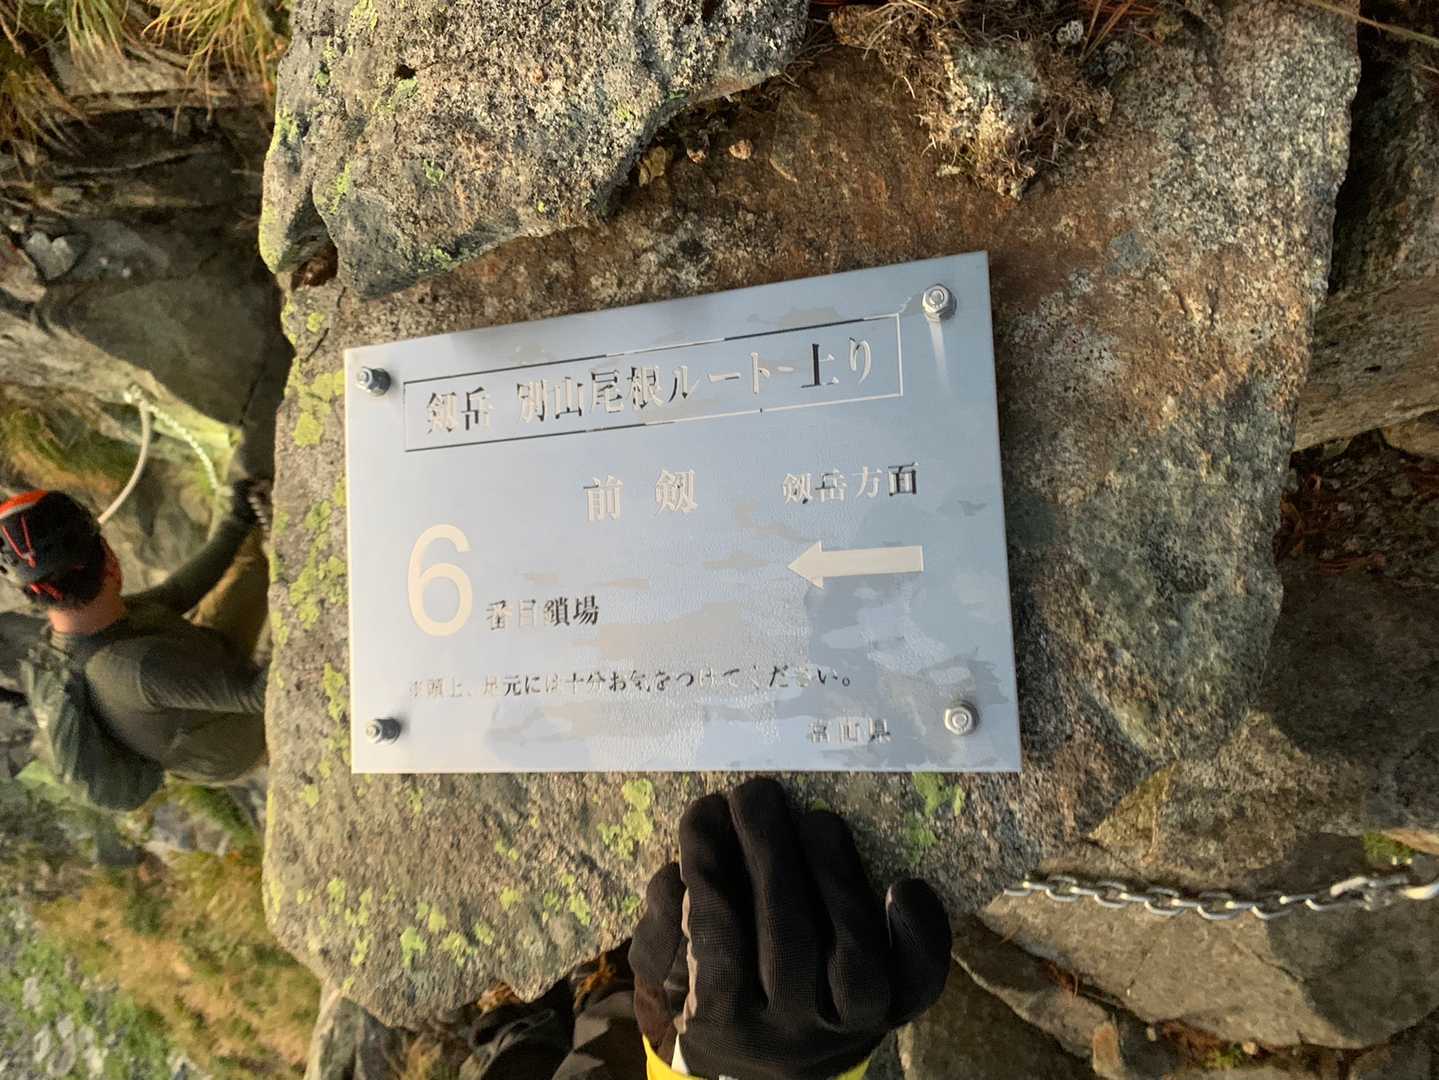 剱岳 別山尾根ルート-上り
前 剱
剱岳方面
6番目鎖場
※頭上、足元には十分お気をつけてください。
富山県